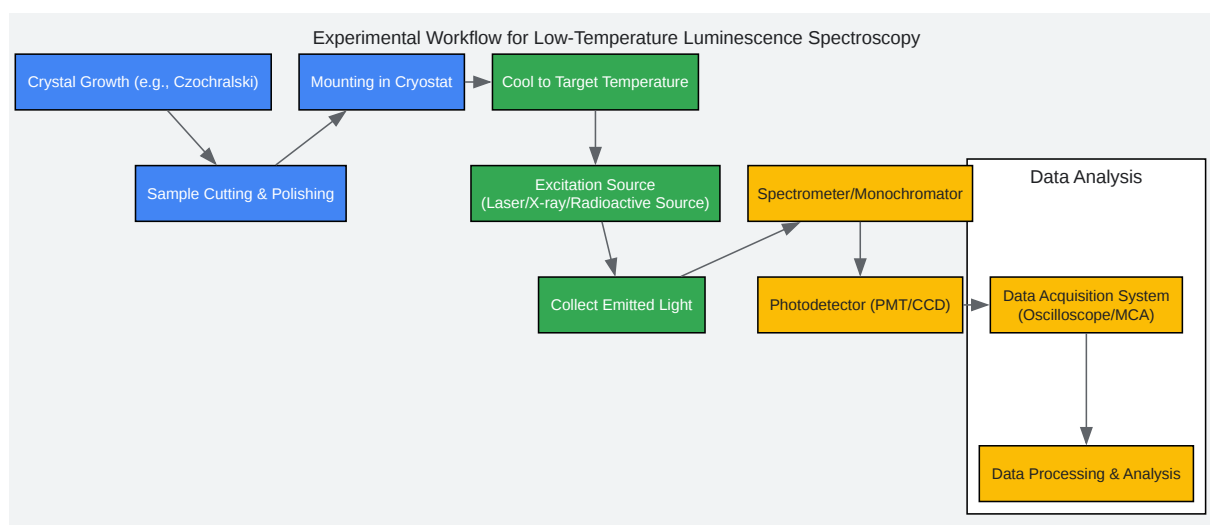 Experimental Workflow for Low-Temperature Luminescence Spectroscopy
Crystal Growth (e.g., Czochralski)
Mounting in Cryostat
Cool to Target Temperature
Sample Cutting & Polishing
Excitation Source
(Laser/X-ray/Radioactive Source)
Spectrometer/Monochromator
Data Analysis
Collect Emitted Light
Photodetector (PMT/CCD)
Data Acquisition System
(Oscilloscope/MCA)
Data Processing & Analysis